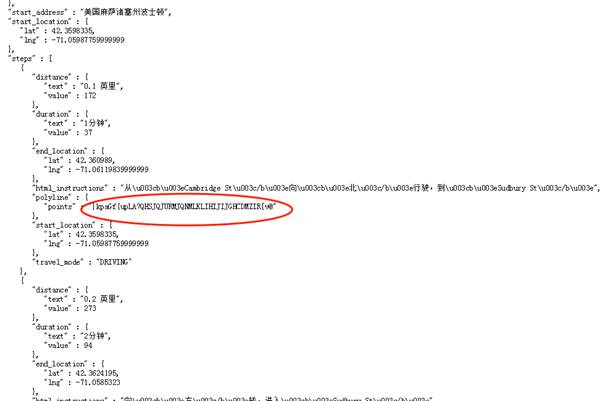 },
"start_address" : "美国麻萨诸塞州波士顿",
"start_location" : {
"lat" : 42.3598335,
"lng" : -71.05987759999999
},
"steps" : [
{
"distance" : {
"text" : "0.1 英里",
"value" : 172
},
"duration" : {
"text" : "1分钟",
"value" : 37
},
"end_location" : {
"lat" : 42.360989,
"lng" : -71.06119839999999
},
"html_instructions" : "从\u003cb\u003eCambridge St\u003c/b\u003e向\u003cb\u003e北\u003c/b\u003e行驶，到\u003cb\u003eSudbury St\u003c/b\u003e",
"polyline" : {
"points" : 
},
"start_location" : {
"lat" : 42.3598335,
"lng" : -71.05987759999999
},
"travel_mode" : "DRIVING"
},
{
"distance" : {
"text" : "0.2 英里",
"value" : 273
},
"duration" : {
"text" : "2分钟",
"value" : 94
},
"end_location" : {
"lat" : 42.3624195,
"lng" : -71.0585323
},